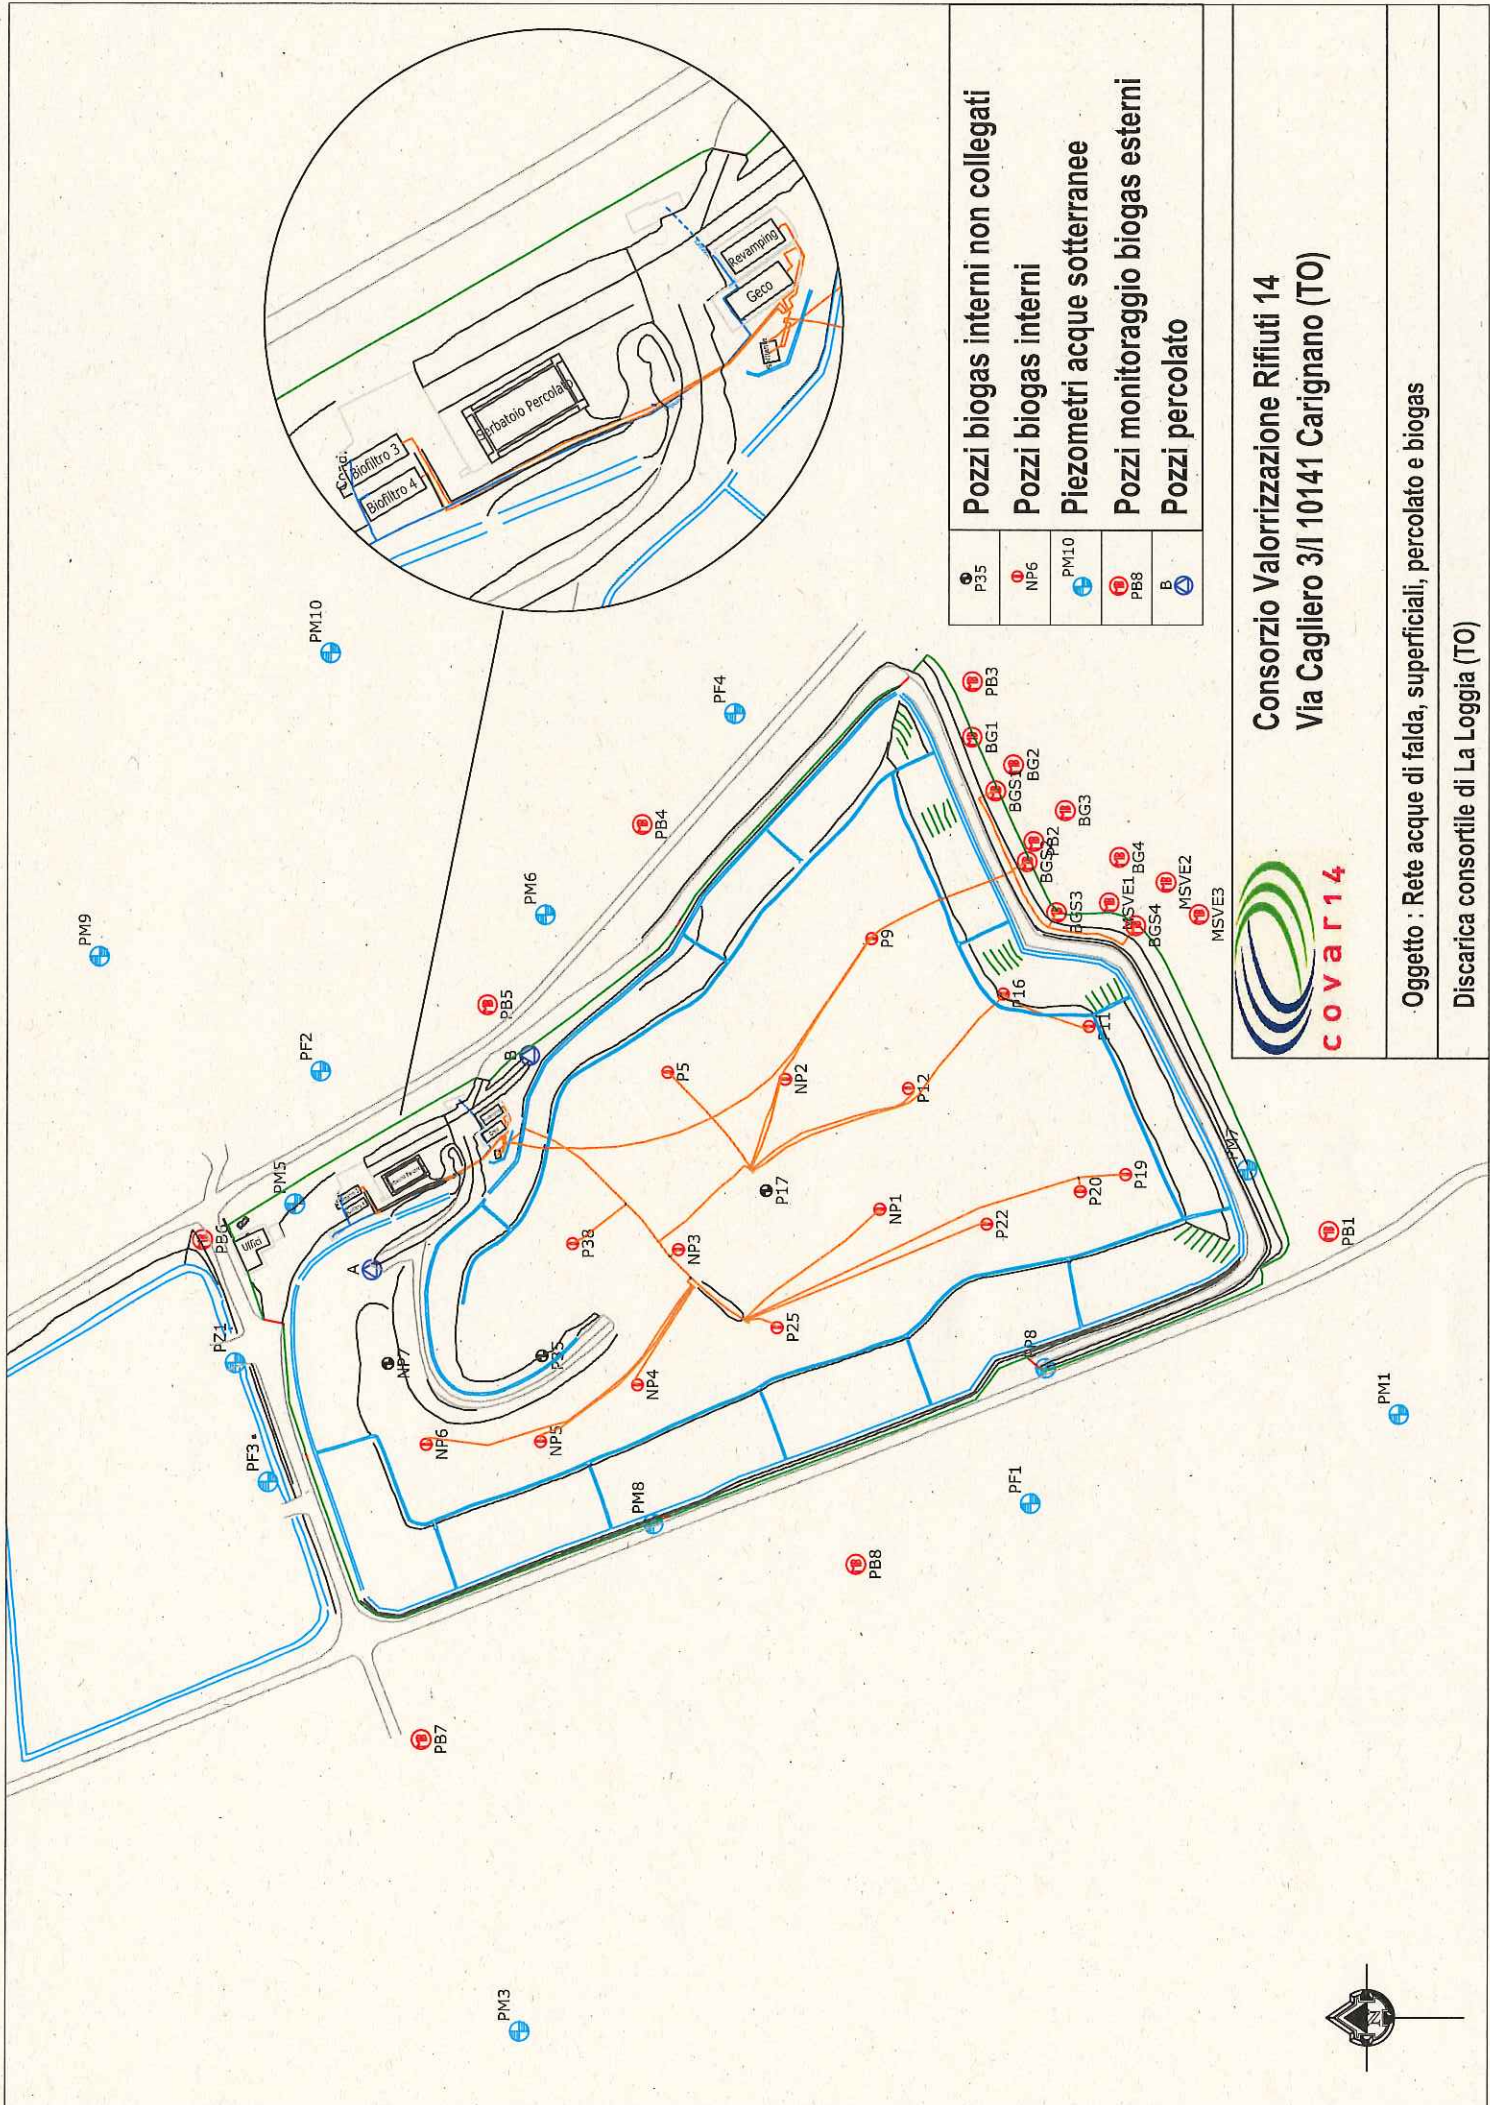 PM10
PM9
PF4
PB4
PM6
PB5
PF2
PM5
PB6
PZ1
PF3
PB7
PM3
PM8
PB8
PF1
PM1
PB1
PM7
PP8
PB3
BG1
BG2
BGS1
BG3
PB2
BGS2
BG4
BGS3
MSVE1
MSVE2
BGS4
MSVE3
P9
P16
P11
P5
NP2
P12
P17
P19
P20
NP1
P22
P38
NP3
P25
NP4
NP5
NP6
NP7
P35
A
B
Uffici
Cond.
Biofiltro 3
Biofiltro 4
Serbatoio Percolato
Geco
Revamping
P35 Pozzi biogas interni non collegati
NP6 Pozzi biogas interni
PM10 Piezometri acque sotterranee
PB8 Pozzi monitoraggio biogas esterni
B Pozzi percolato
covar14
Consorzio Valorrizzazione Rifiuti 14
Via Cagliero 3/I 10141 Carignano (TO)
Oggetto : Rete acque di falda, superficiali, percolato e biogas
Discarica consortile di La Loggia (TO)
N